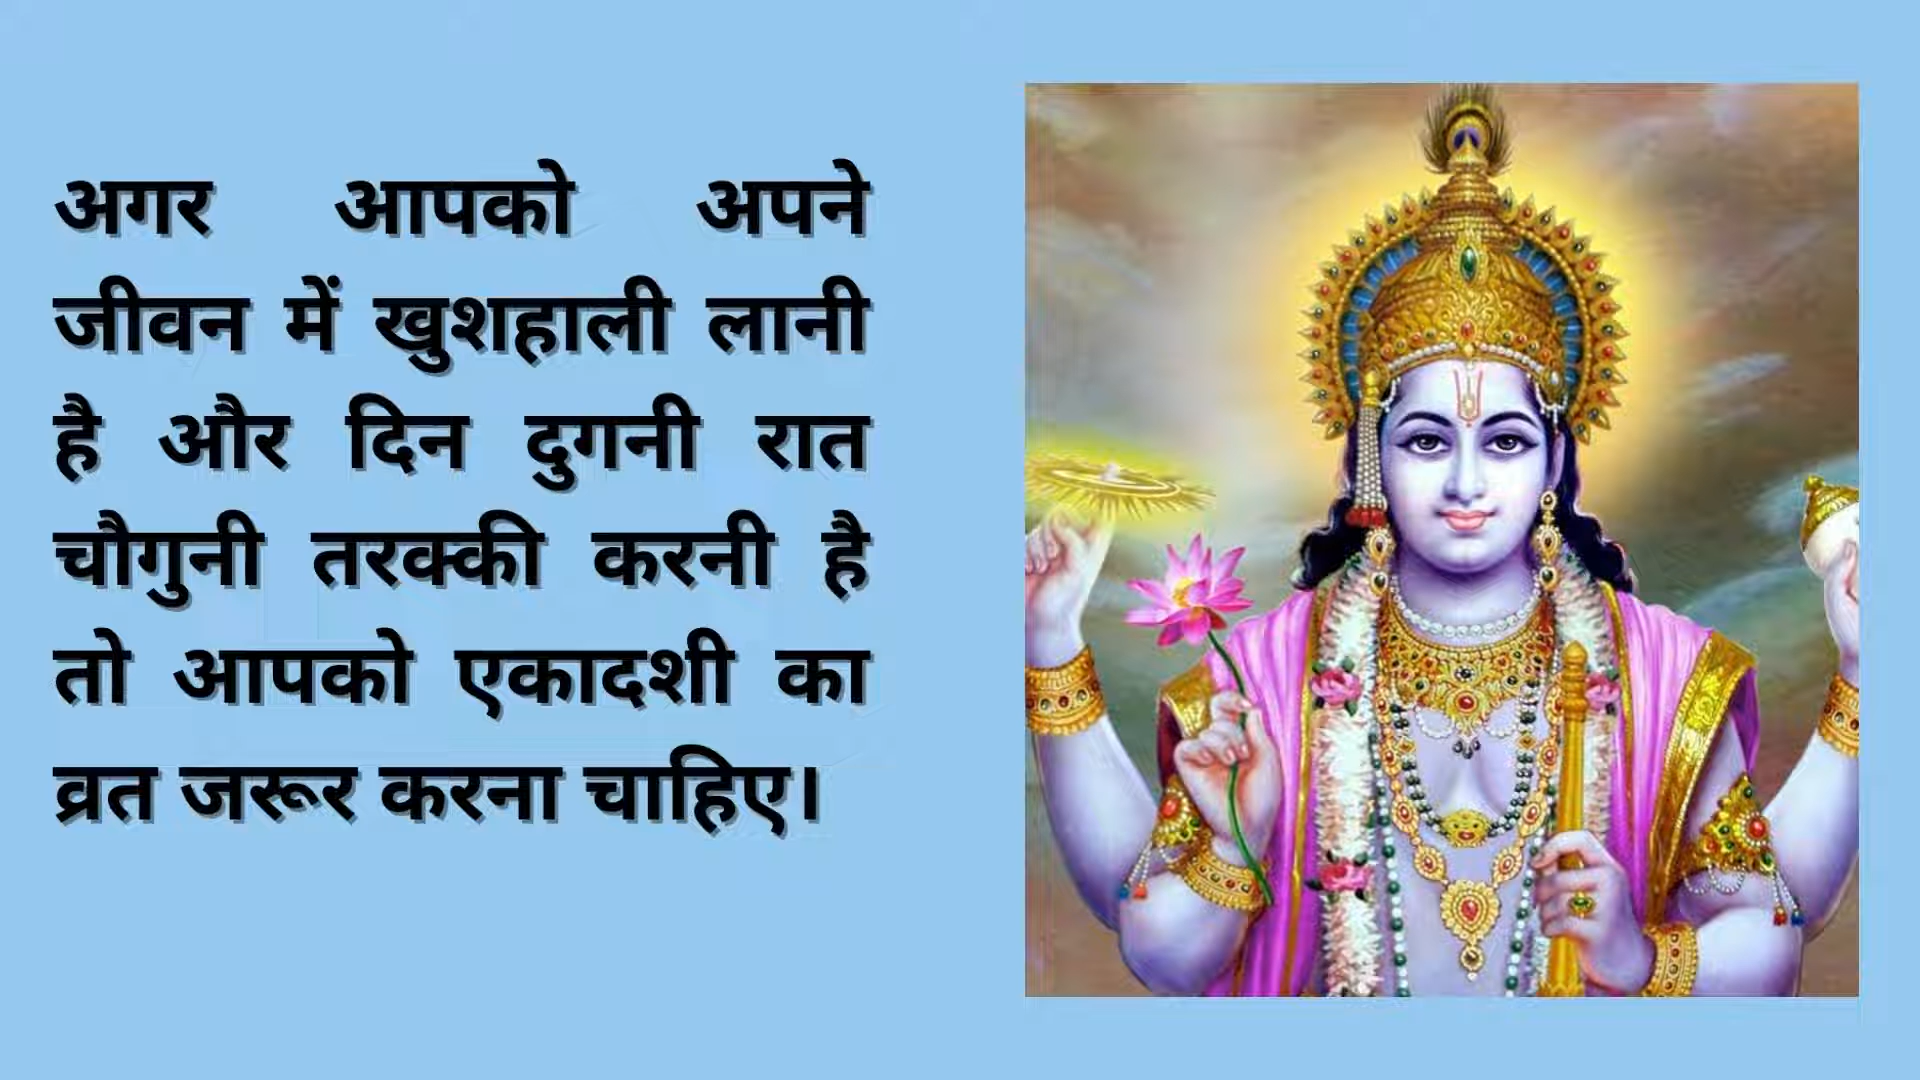 अगर आपको अपने
जीवन में खुशहाली लानी
है और दिन दुगनी रात
चौगुनी तरक्की करनी है
तो आपको एकादशी का
व्रत जरूर करना चाहिए।